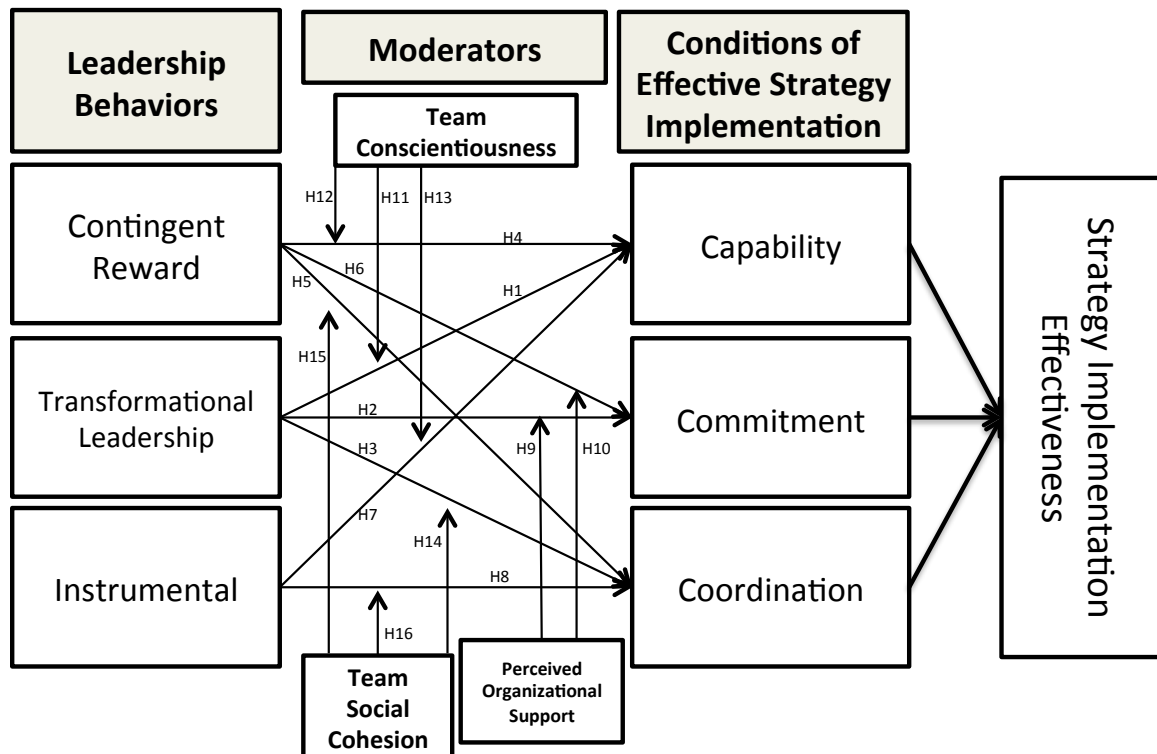 Leadership
Behaviors
Moderators
Conditions of
Effective Strategy
Implementation
Team
Conscientiousness
H12
H11
H13
Contingent
Reward
H4
H6
H5
H1
Capability
H15
Transformational
Leadership
H2
H3
H9
H10
Commitment
H7
H14
Instrumental
H8
H16
Coordination
Team
Social
Cohesion
Perceived
Organizational
Support
Strategy Implementation
Effectiveness